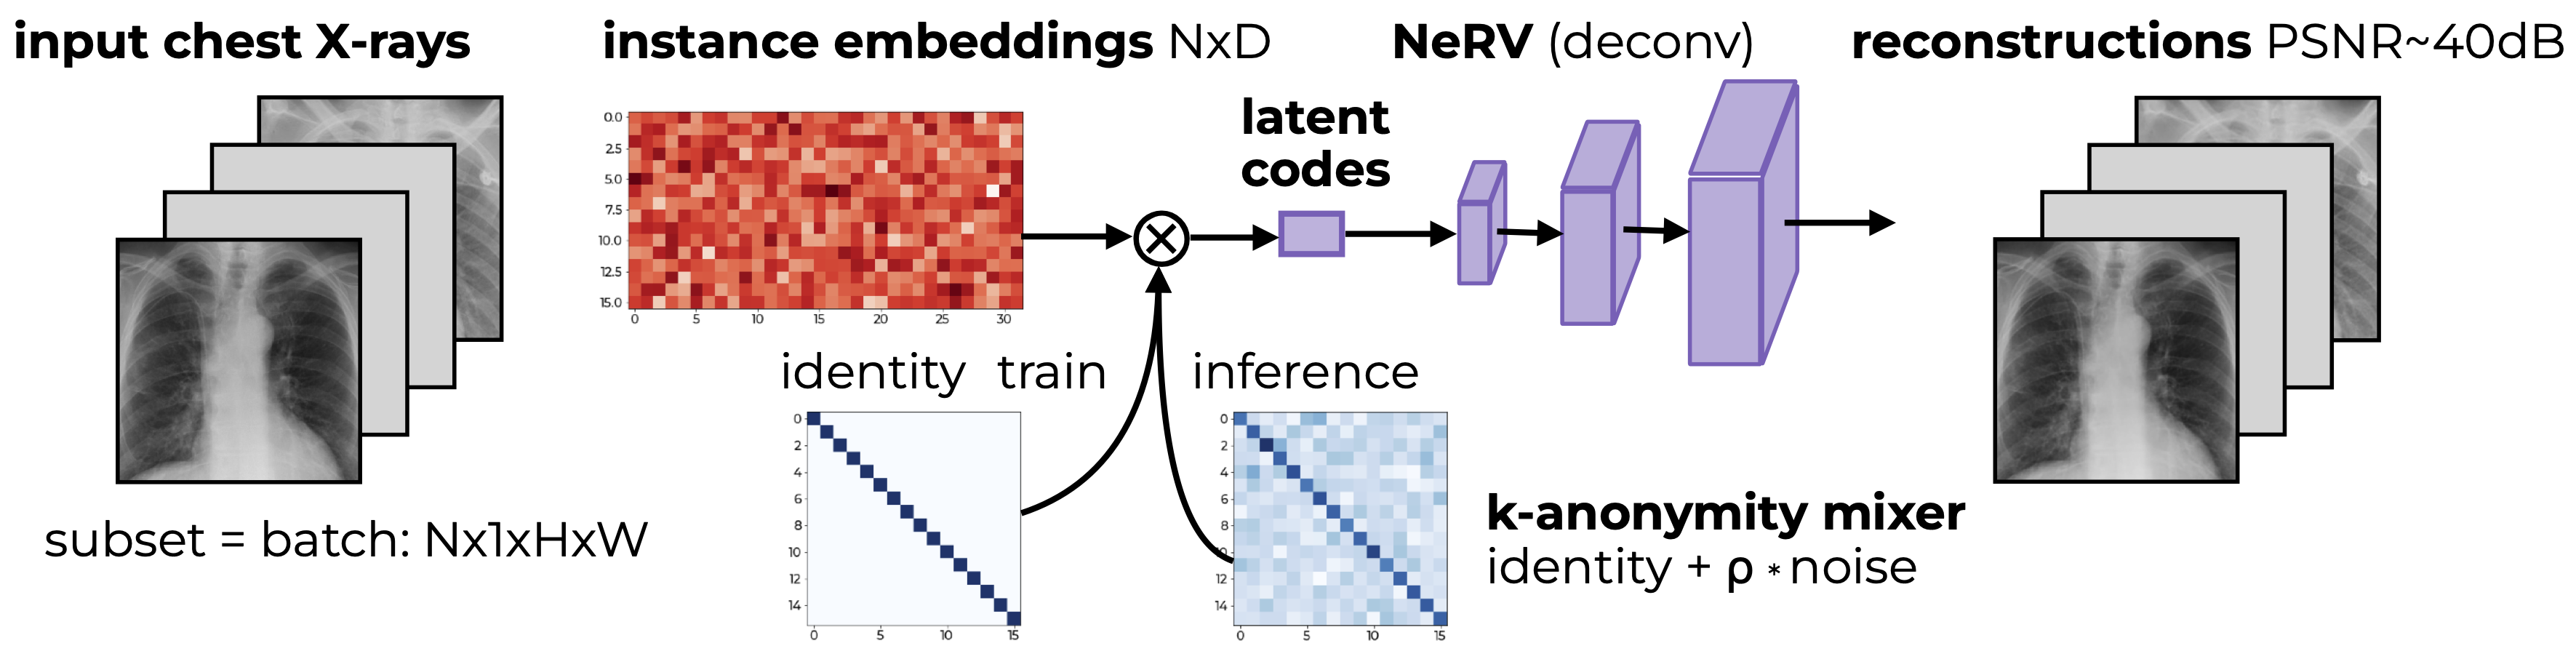 input chest X-rays
instance embeddings NxD
NeRV (deconv)
reconstructions PSNR~40dB
latent
codes
0.0
2.5
5.0
7.5
10.0
12.5
15.0
0 5 10 15 20 25 30
identity train
inference
0
2
4
6
8
10
12
14
0 5 10 15
0
2
4
6
8
10
12
14
0 5 10 15
k-anonymity mixer
identity + ρ * noise
subset = batch: Nx1xHxW